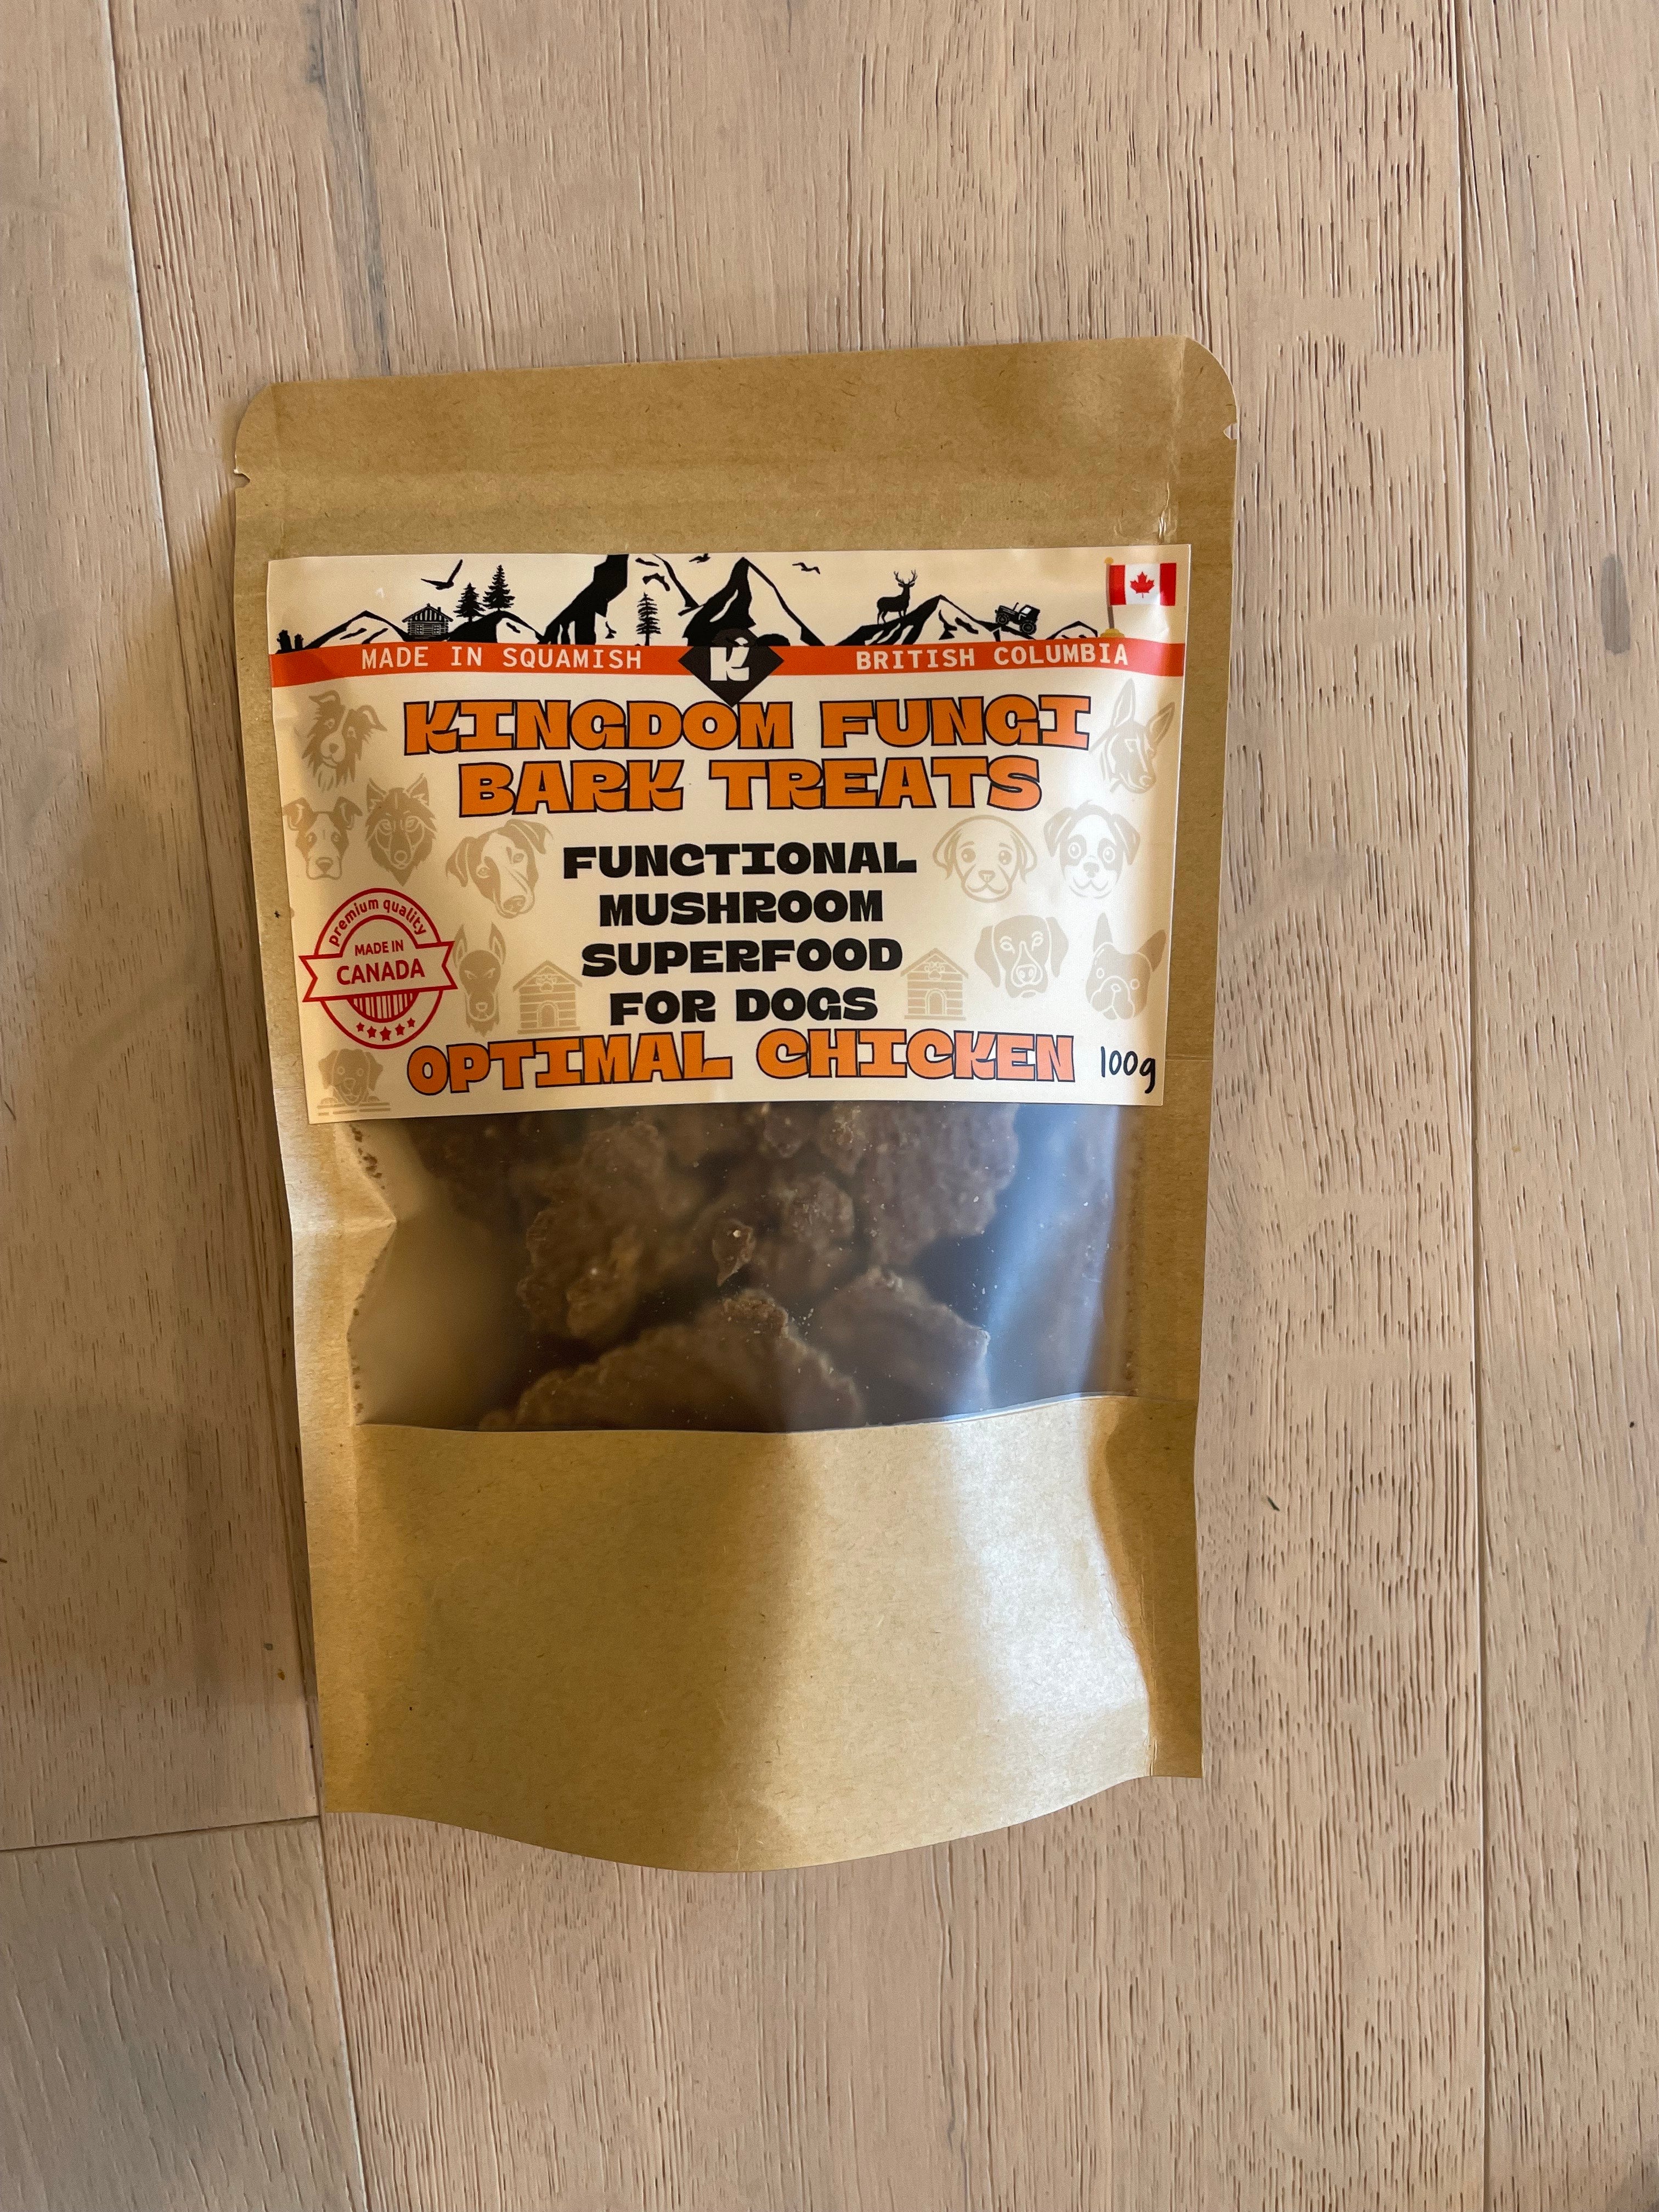 MADE IN SQUAMISH
K
BRITISH COLUMBIA
KINGDOM FUNGI
BARK TREATS
FUNCTIONAL
MUSHROOM
SUPERFOOD
FOR DOGS
premium quality
MADE IN
CANADA
OPTIMAL CHICKEN
100g